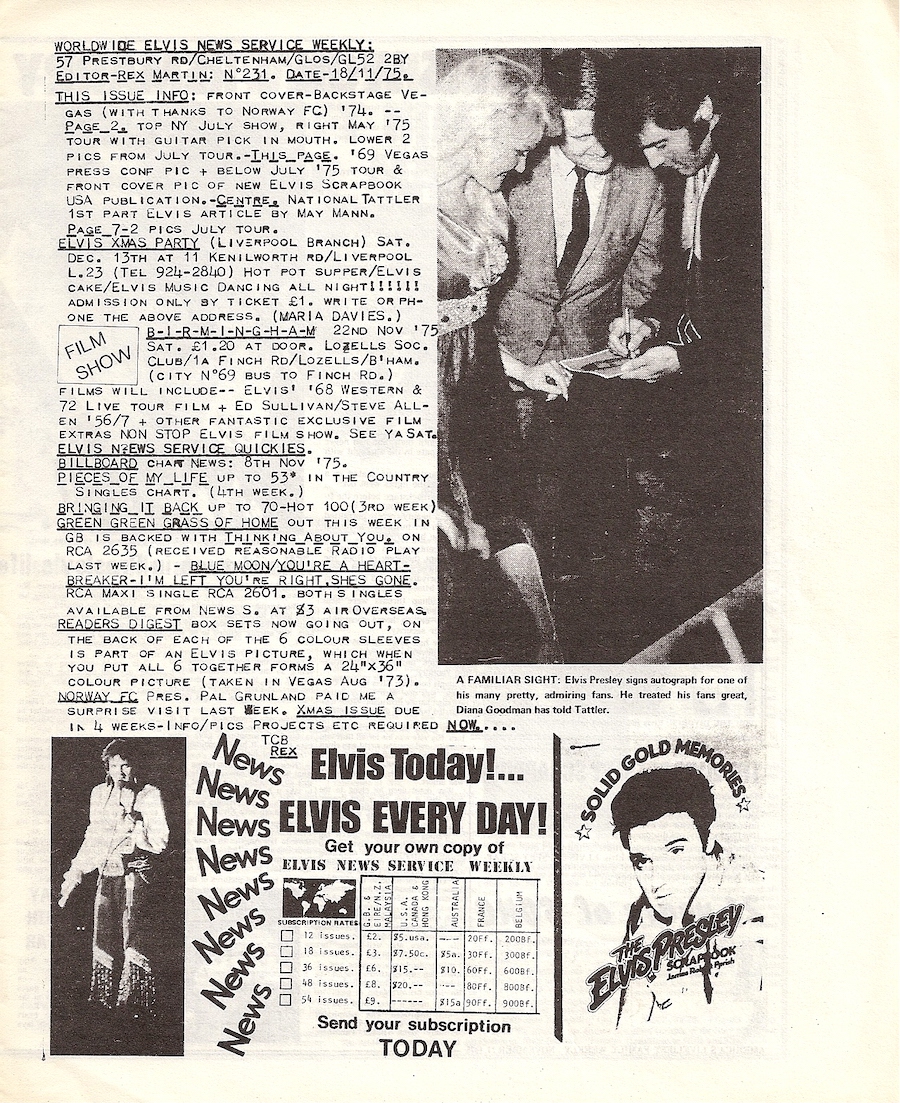 WORLDWIDE ELVIS NEWS SERVICE WEEKLY:
57 PRESTBURY RD/CHELTENHAM/GLOS/GL52 2BY
EDITOR-REX MARTIN: Nº231. DATE-18/11/75.
THIS ISSUE INFO: FRONT COVER-BACKSTAGE VE-
GAS (WITH THANKS TO NORWAY FC) '74. --
PAGE 2. TOP NY JULY SHOW, RIGHT MAY '75
TOUR WITH GUITAR PICK IN MOUTH. LOWER 2
PICS FROM JULY TOUR.-THIS PAGE. '69 VEGAS
PRESS CONF PIC + BELOW JULY '75 TOUR &
FRONT COVER PIC OF NEW ELVIS SCRAPBOOK
USA PUBLICATION.-CENTRE. NATIONAL TATTLER
1ST PART ELVIS ARTICLE BY MAY MANN.
PAGE 7-2 PICS JULY TOUR.
ELVIS XMAS PARTY (LIVERPOOL BRANCH) SAT.
DEC. 13TH AT 11 KENILWORTH RD/LIVERPOOL
L.23 (TEL 924-2840) HOT POT SUPPER/ELVIS
CAKE/ELVIS MUSIC DANCING ALL NIGHT!!!!!!
ADMISSION ONLY BY TICKET £1. WRITE OR PH-
ONE THE ABOVE ADDRESS. (MARIA DAVIES.)
FILM SHOW
B-I-R-M-I-N-G-H-A-M 22ND NOV '75
SAT. £1.20 AT DOOR. LOZELLS SOC.
CLUB/1A FINCH RD/LOZELLS/B'HAM.
(CITY Nº69 BUS TO FINCH RD.)
FILMS WILL INCLUDE-- ELVIS' '68 WESTERN &
72 LIVE TOUR FILM + ED SULLIVAN/STEVE ALL-
EN '56/7 + OTHER FANTASTIC EXCLUSIVE FILM
EXTRAS NON STOP ELVIS FILM SHOW. SEE YA SAT.
ELVIS N?EWS SERVICE QUICKIES.
BILLBOARD CHART NEWS: 8TH NOV '75.
PIECES OF MY LIFE UP TO 53* IN THE COUNTRY
SINGLES CHART. (4TH WEEK.)
BRINGING IT BACK UP TO 70-HOT 100(3RD WEEK)
GREEN GREEN GRASS OF HOME OUT THIS WEEK IN
GB IS BACKED WITH THINKING ABOUT YOU. ON
RCA 2635 (RECEIVED REASONABLE RADIO PLAY
LAST WEEK.) - BLUE MOON/YOU'RE A HEART-
BREAKER-I'M LEFT YOU'RE RIGHT.SHES GONE.
RCA MAXI SINGLE RCA 2601. BOTH SINGLES
AVAILABLE FROM NEWS S. AT $3 AIR OVERSEAS.
READERS DIGEST BOX SETS NOW GOING OUT, ON
THE BACK OF EACH OF THE 6 COLOUR SLEEVES
IS PART OF AN ELVIS PICTURE, WHICH WHEN
YOU PUT ALL 6 TOGETHER FORMS A 24"X36"
COLOUR PICTURE (TAKEN IN VEGAS AUG '73).
NORWAY FC PRES. PAL GRUNLAND PAID ME A
SURPRISE VISIT LAST WEEK. XMAS ISSUE DUE
IN 4 WEEKS-INFO/PICS PROJECTS ETC REQUIRED NOW....
TCB
REX
A FAMILIAR SIGHT: Elvis Presley signs autograph for one of
his many pretty, admiring fans. He treated his fans great,
Diana Goodman has told Tattler.
News
News
News
News
News
News
News
News
Elvis Today!...
ELVIS EVERY DAY!
Get your own copy of
ELVIS NEWS SERVICE WEEKLY
SUBSCRIPTION RATES
G.B. & EIRE/N.Z. MALAYSIA
U.S.A. CANADA & HONG KONG
AUSTRALIA
FRANCE
BELGIUM
12 issues. £2. $5.usa. --- 20Ff. 200Bf.
18 issues. £3. $7.50c. $5a. 30Ff. 300Bf.
36 issues. £6. $15.-- $10. 60Ff. 600Bf.
48 issues. £8. $20.-- --- 80Ff. 800Bf.
54 issues. £9. ------ $15a 90Ff. 900Bf.
Send your subscription
TODAY
☆SOLID GOLD MEMORIES☆
THE
ELVIS PRESLEY
SCRAPBOOK
James Robert Parish